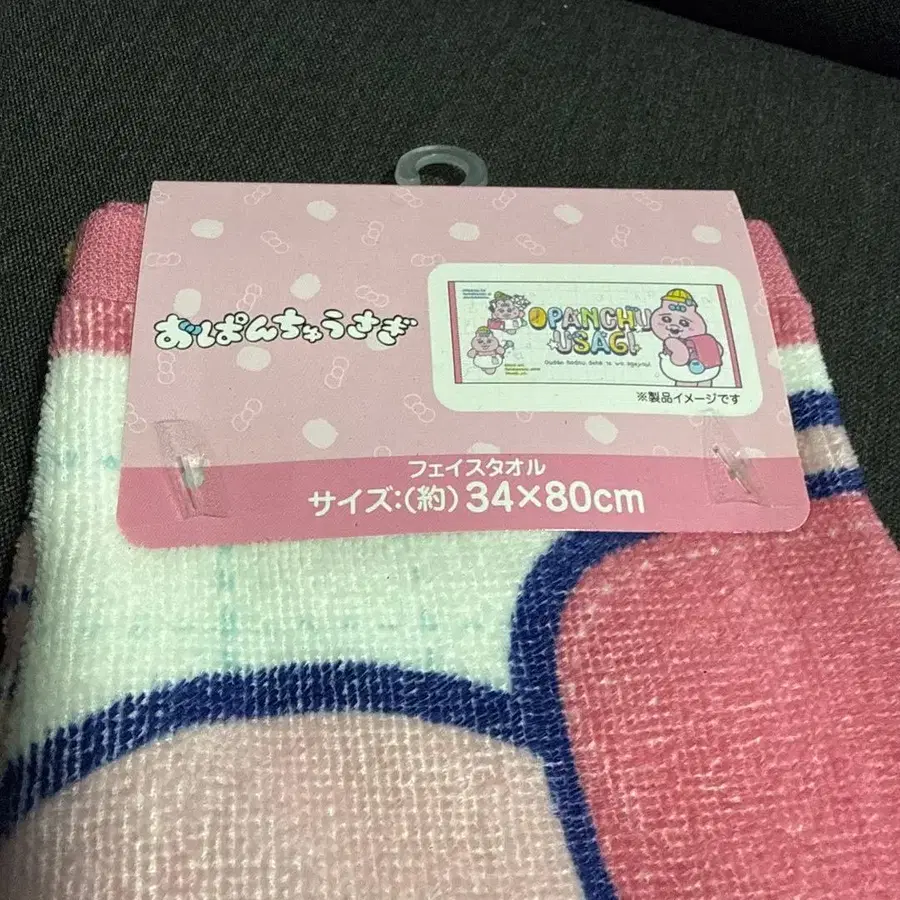 おぱんちゅうさぎ
OPANCHU
USAGI
※製品イメージです
フェイスタオル
サイズ:(約) 34×80cm